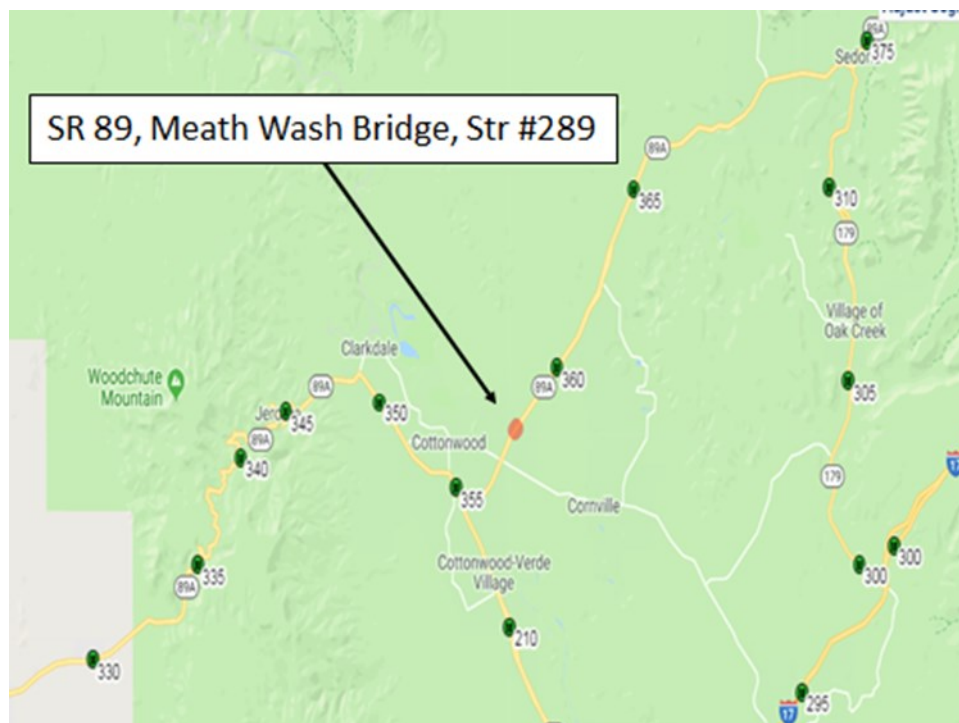 89A
375
Sedona
SR 89, Meath Wash Bridge, Str #289
89A
365
310
179
Village of
Oak Creek
Clarkdale
Woodchute
Mountain
89A
360
89A
305
350
345
Jerome
89A
340
Cottonwood
355
179
17
Cornville
300
300
Cottonwood-Verde
Village
335
89A
210
330
295
17